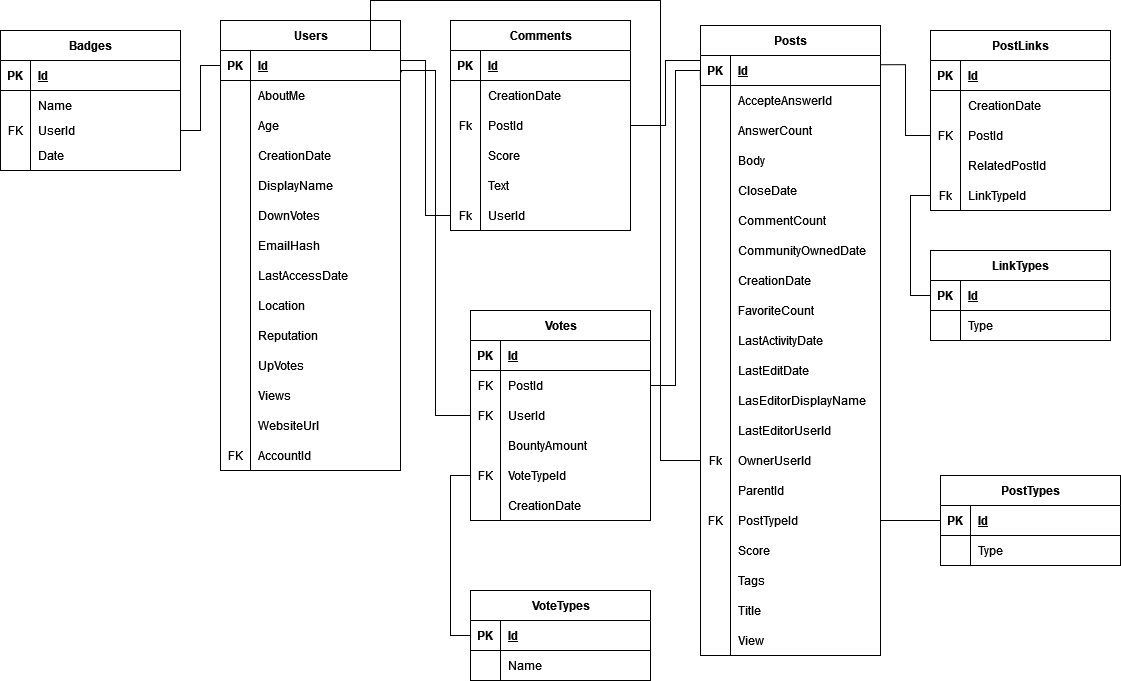 Badges
PK Id
Name
FK UserId
Date
Users
PK Id
AboutMe
Age
CreationDate
DisplayName
DownVotes
EmailHash
LastAccessDate
Location
Reputation
UpVotes
Views
WebsiteUrl
FK AccountId
Comments
PK Id
CreationDate
Fk PostId
Score
Text
Fk UserId
Votes
PK Id
FK PostId
FK UserId
BountyAmount
FK VoteTypeId
CreationDate
VoteTypes
PK Id
Name
Posts
PK Id
AccepteAnswerId
AnswerCount
Body
CloseDate
CommentCount
CommunityOwnedDate
CreationDate
FavoriteCount
LastActivityDate
LastEditDate
LasEditorDisplayName
LastEditorUserId
Fk OwnerUserId
ParentId
FK PostTypeId
Score
Tags
Title
View
PostLinks
PK Id
CreationDate
FK PostId
RelatedPostId
Fk LinkTypeId
LinkTypes
PK Id
Type
PostTypes
PK Id
Type